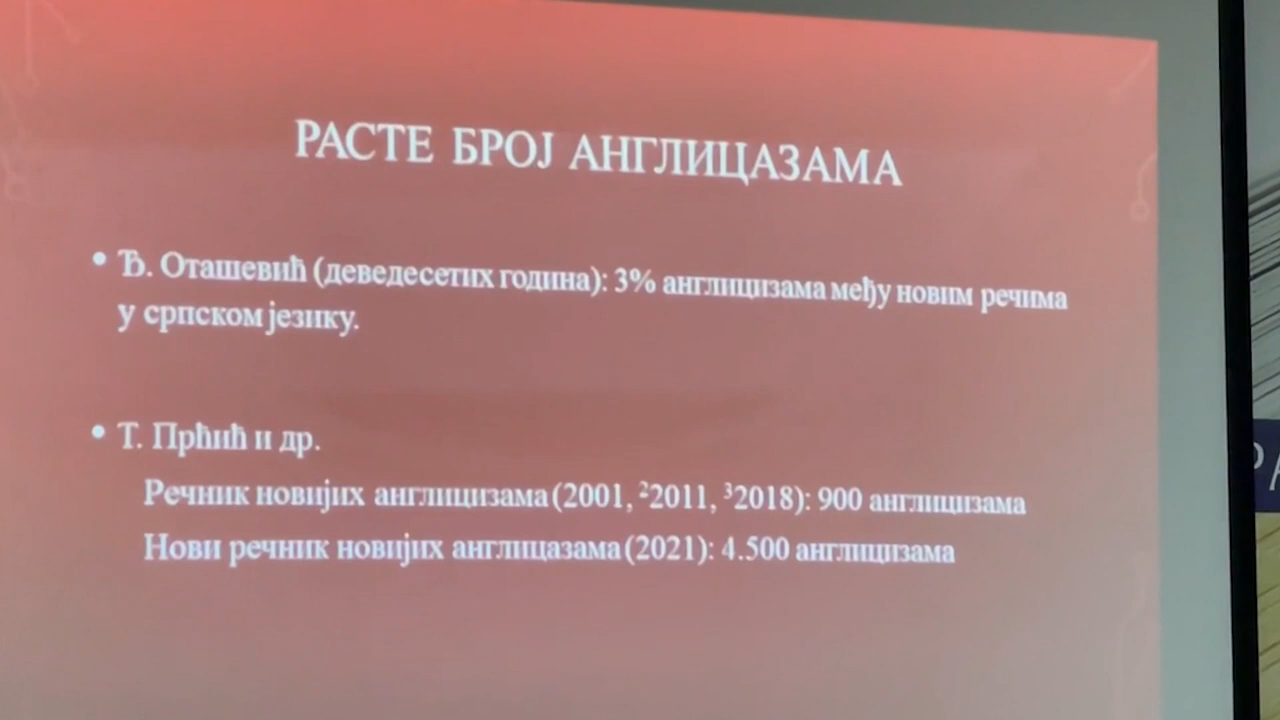 РАСТЕ БРОЈ АНГЛИЦАЗАМА
• Ђ. Оташевић (деведесетих година): 3% англицизама међу новим речима
у српском језику.
• Т. Прћић и др.
Речник новијих англицизама (2001, ²2011, ³2018): 900 англицизама
Нови речник новијих англицазама (2021): 4.500 англицизама